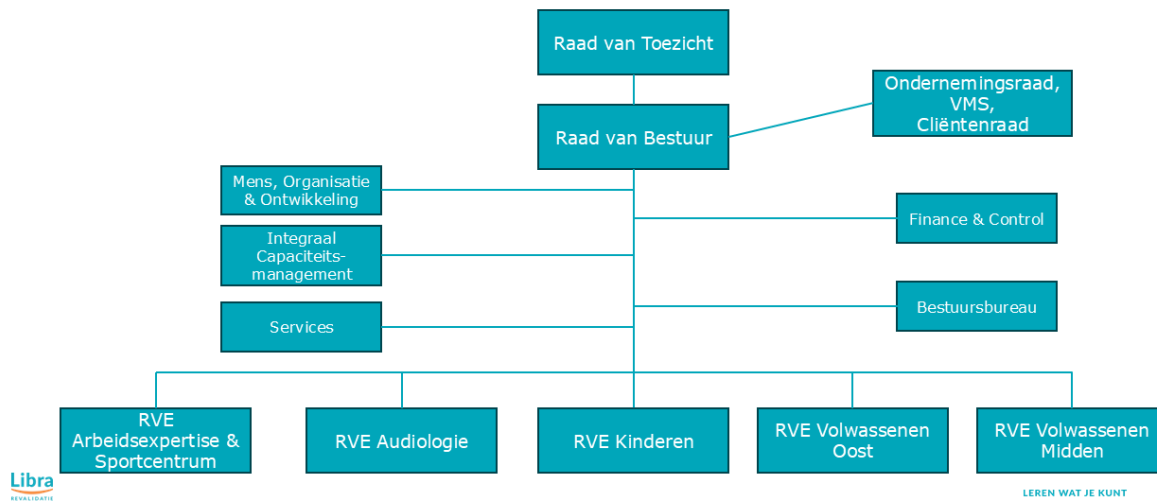 Raad van Toezicht
Raad van Bestuur
Ondernemingsraad,
VMS,
Cliëntenraad
Mens, Organisatie
& Ontwikkeling
Integraal
Capaciteits-
management
Services
Finance & Control
Bestuursbureau
RVE
Arbeidsexpertise &
Sportcentrum
RVE Audiologie
RVE Kinderen
RVE Volwassenen
Oost
RVE Volwassenen
Midden
Libra
REVALIDATIE
LEREN WAT JE KUNT